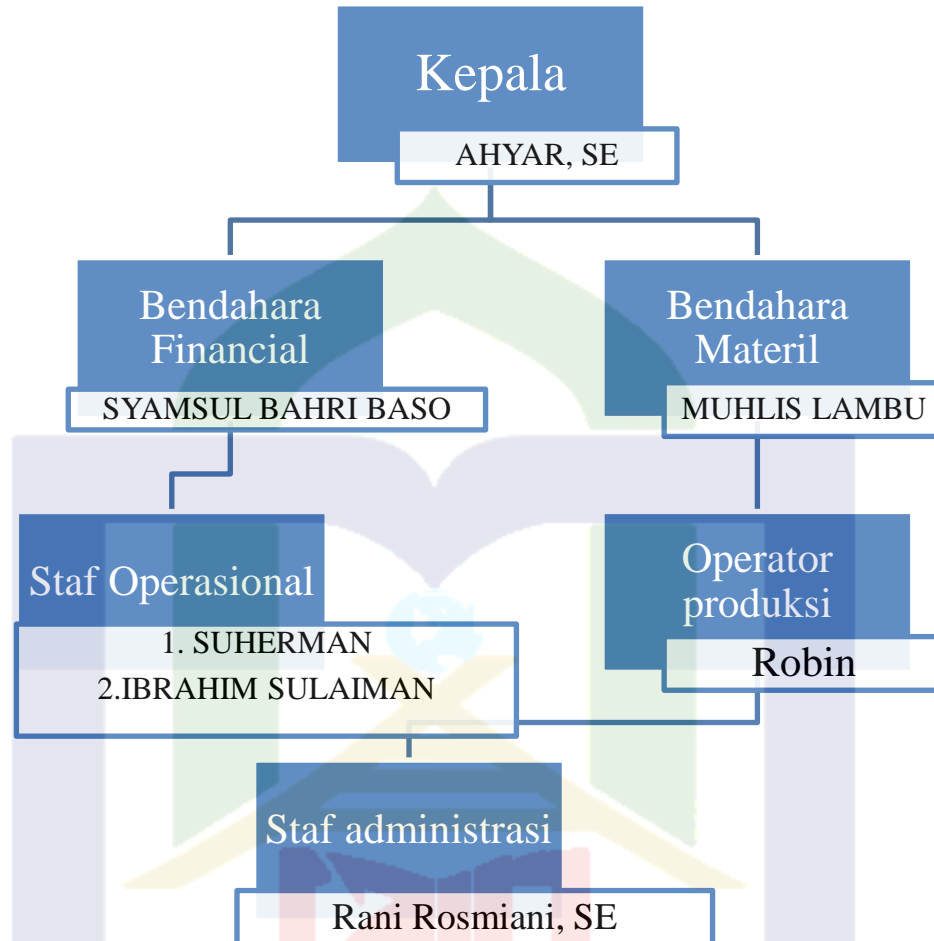 Kepala
AHYAR, SE
Bendahara
Financial
SYAMSUL BAHRI BASO
Bendahara
Materil
MUHLIS LAMBU
Staf Operasional
1. SUHERMAN
2.IBRAHIM SULAIMAN
Operator
produksi
Robin
Staf administrasi
Rani Rosmiani, SE